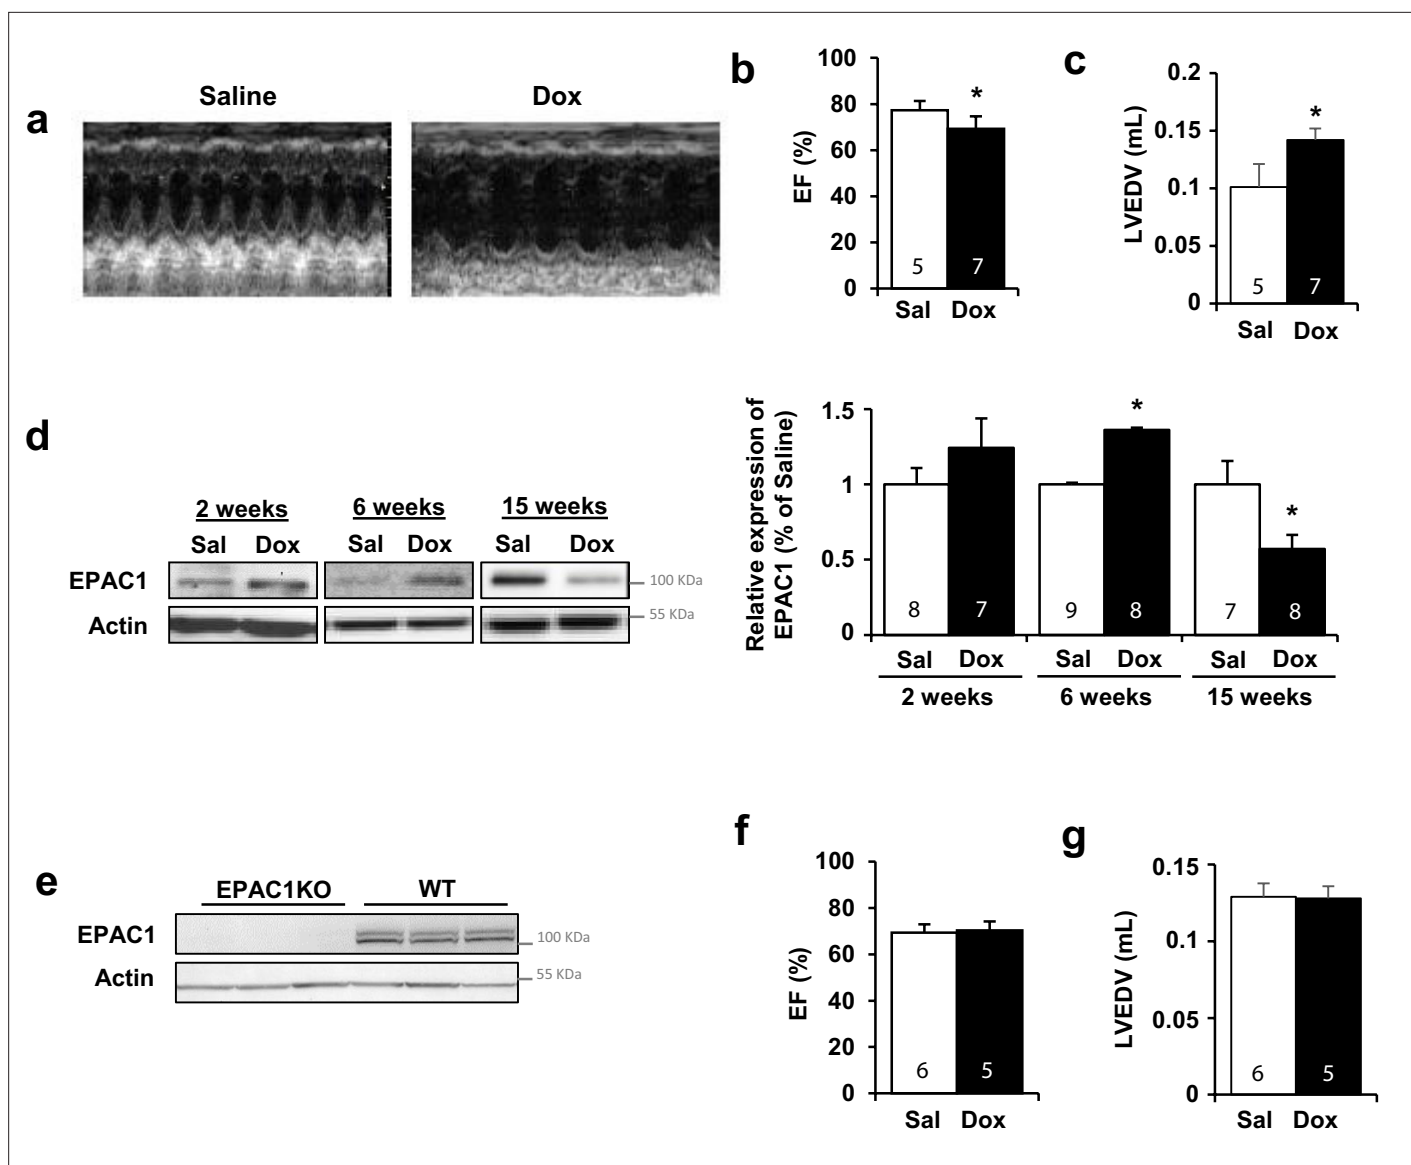 a
Saline
Dox
b
100
80
60
40
20
0
EF (%)
*
5
7
Sal
Dox
c
0.2
0.15
0.1
0.05
0
LVEDV (mL)
*
5
7
Sal
Dox
d
2 weeks
6 weeks
15 weeks
Sal
Dox
Sal
Dox
Sal
Dox
EPAC1
100 KDa
Actin
55 KDa
Relative expression of
EPAC1 (% of Saline)
1.5
1
0.5
0
*
*
8
7
9
8
7
8
Sal
Dox
Sal
Dox
Sal
Dox
2 weeks
6 weeks
15 weeks
e
EPAC1KO
WT
EPAC1
100 KDa
Actin
55 KDa
f
100
80
60
40
20
0
EF (%)
6
5
Sal
Dox
g
0.15
0.1
0.05
0
LVEDV (mL)
6
5
Sal
Dox